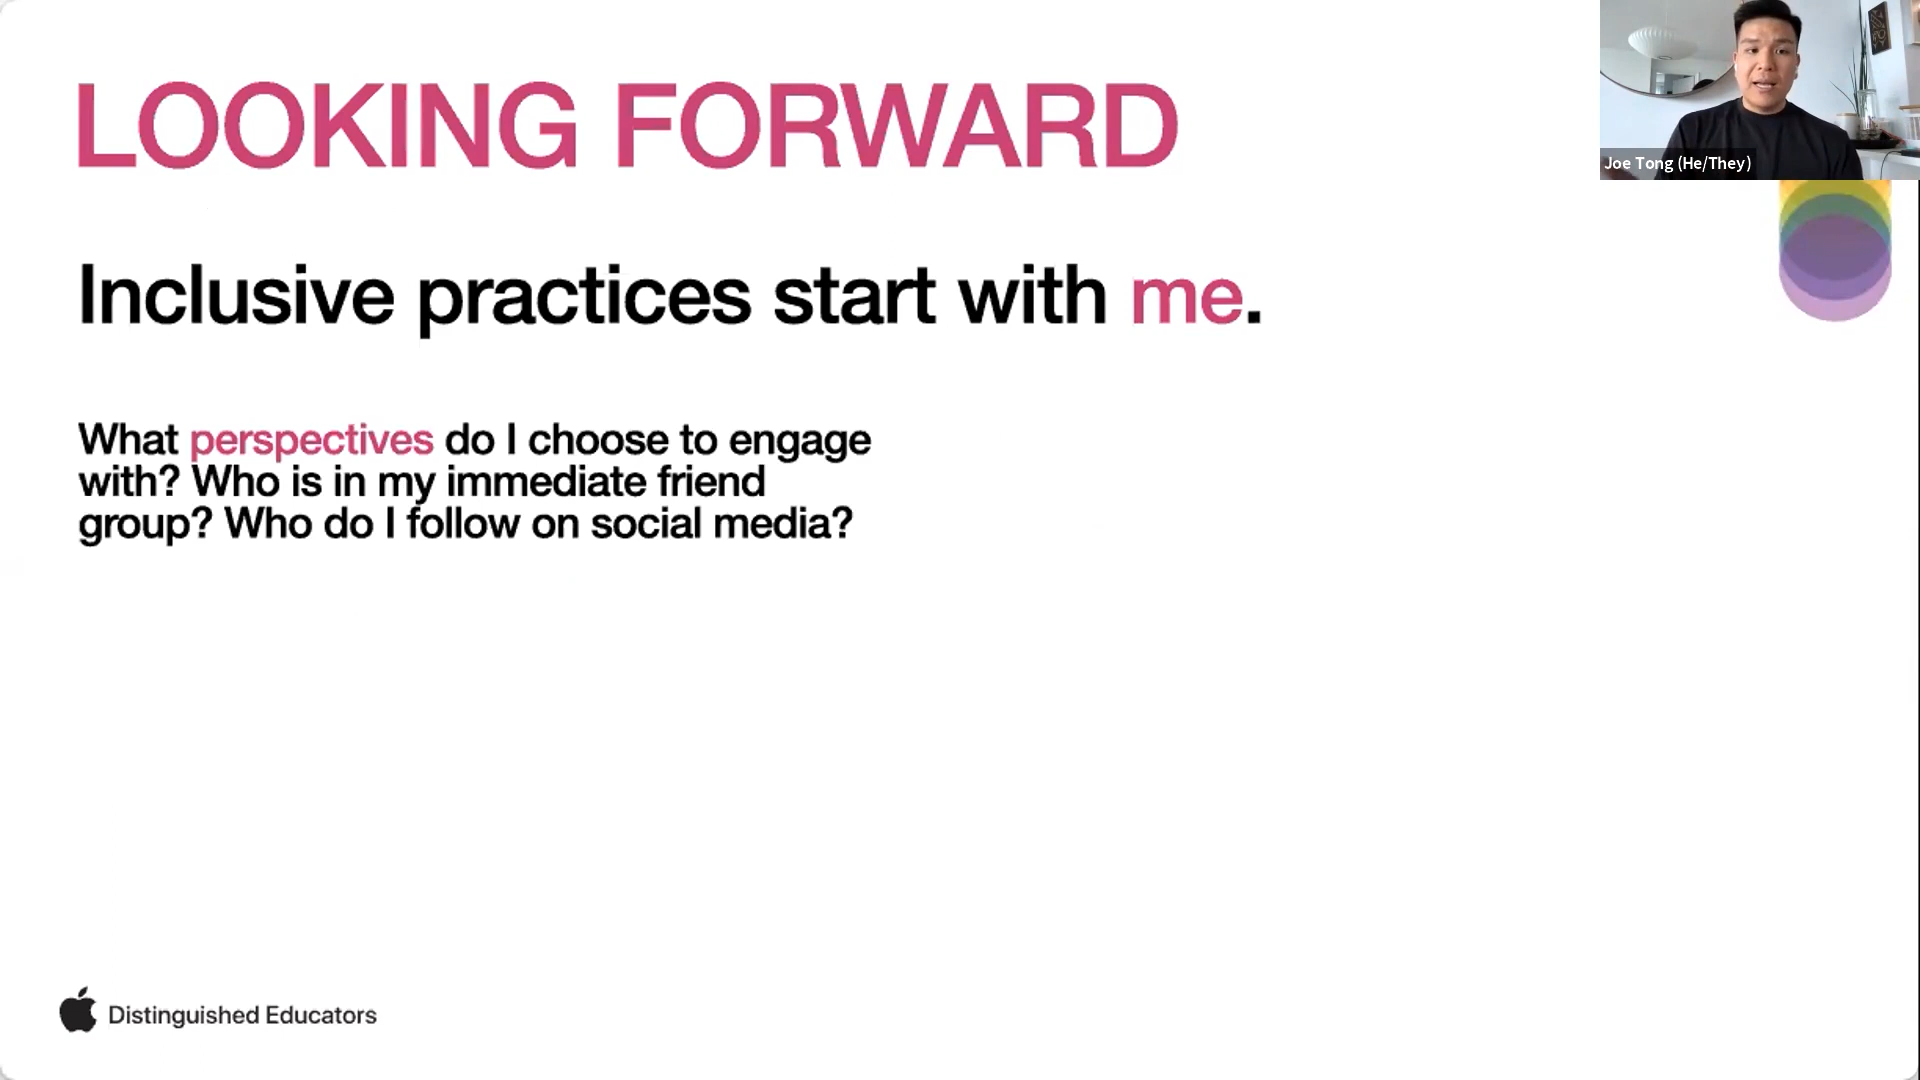 LOOKING FORWARD
Joe Tong (He/They)
Inclusive practices start with me.
What perspectives do I choose to engage
with? Who is in my immediate friend
group? Who do I follow on social media?
Distinguished Educators